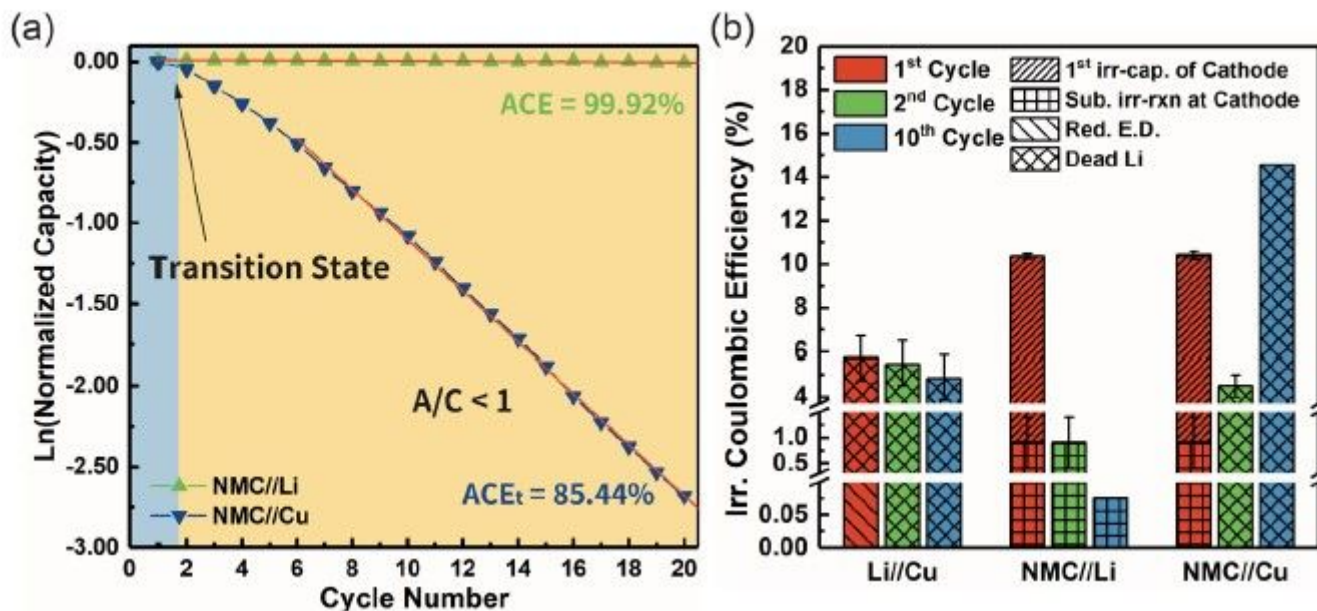 (a)
Ln(Normalized Capacity)
0.00
-0.50
-1.00
-1.50
-2.00
-2.50
-3.00
ACE = 99.92%
Transition State
A/C < 1
ACEt = 85.44%
NMC//Li
NMC//Cu
0 2 4 6 8 10 12 14 16 18 20
Cycle Number
(b)
Irr. Coulombic Efficiency (%)
20
18
16
14
12
10
8
6
4
1.0
0.5
0.05
0.00
1st Cycle
2nd Cycle
10th Cycle
1st irr-cap. of Cathode
Sub. irr-rxn at Cathode
Red. E.D.
Dead Li
Li//Cu NMC//Li NMC//Cu